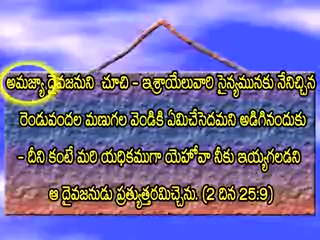 అమజ్యా దైవజనుని చూచి - ఇశ్రాయేలువారి సైన్యమునకు నేనిచ్చిన
రెండువందల మణుగల వెండికి ఏమిచేసెదమని అడిగినందుకు
- దీని కంటే మరి యధికముగా యెహోవా నీకు ఇయ్యగలడని
ఆ దైవజనుడు ప్రత్యుత్తరమిచ్చెను. (2 దిన 25:9)